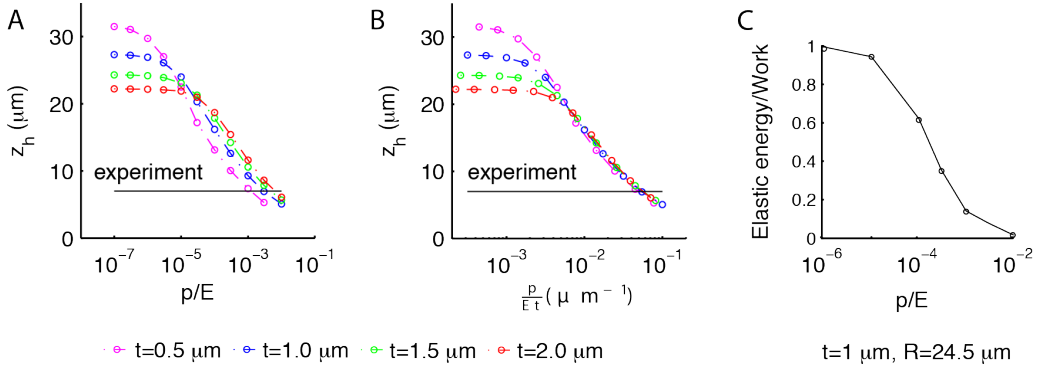 A
z_h (μm)
30
20
10
0
experiment
10^−7
10^−5
10^−3
10^−1
p/E
B
z_h (μm)
30
20
10
0
experiment
10^−3
10^−2
10^−1
p/E t (μ m^−1)
C
Elastic energy/Work
1
0.8
0.6
0.4
0.2
0
10^−6
10^−4
10^−2
p/E
t=0.5 μm t=1.0 μm t=1.5 μm t=2.0 μm
t=1 μm, R=24.5 μm